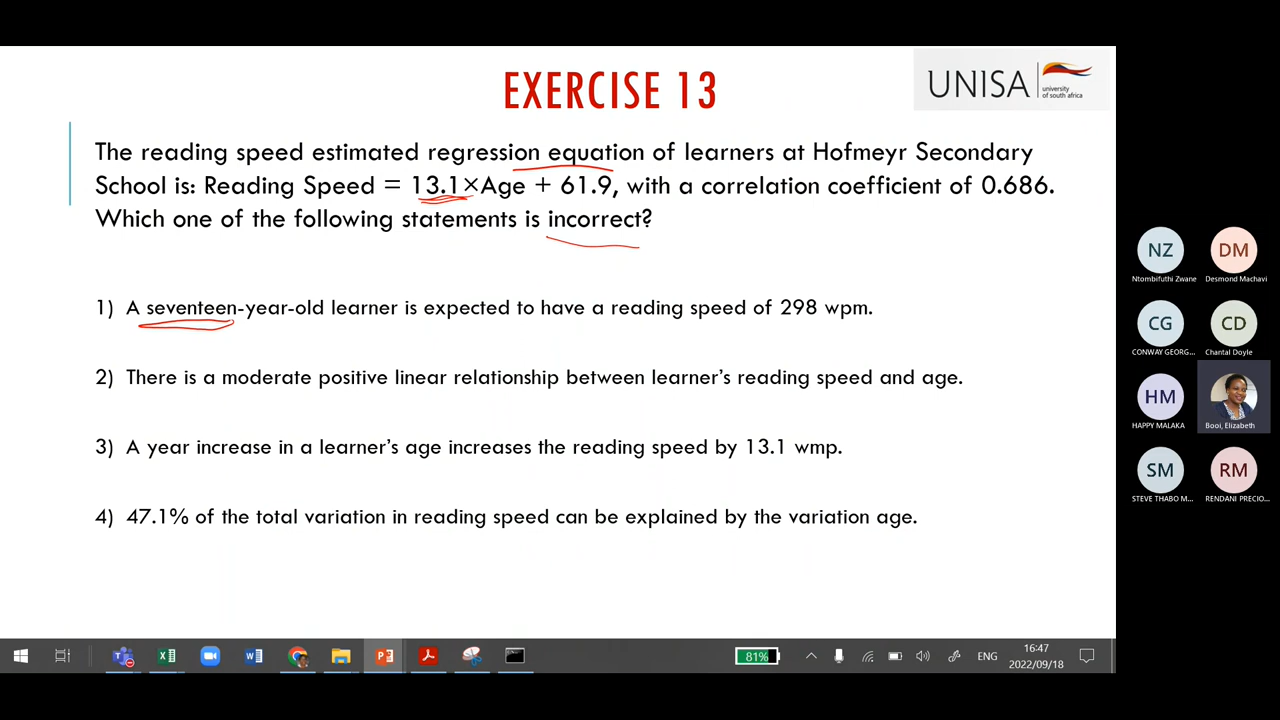 EXERCISE 13
UNISA
university
of south africa
The reading speed estimated regression equation of learners at Hofmeyr Secondary
School is: Reading Speed = 13.1×Age + 61.9, with a correlation coefficient of 0.686.
Which one of the following statements is incorrect?
1) A seventeen-year-old learner is expected to have a reading speed of 298 wpm.
2) There is a moderate positive linear relationship between learner's reading speed and age.
3) A year increase in a learner's age increases the reading speed by 13.1 wmp.
4) 47.1% of the total variation in reading speed can be explained by the variation age.
NZ
DM
Ntombifuthi Zwane
Desmond Machavi
CG
CD
CONWAY GEORG...
Chantal Doyle
HM
HAPPY MALAKA
Booi, Elizabeth
SM
RM
STEVE THABO M...
RENDANI PRECIO...
81%
ENG
16:47
2022/09/18